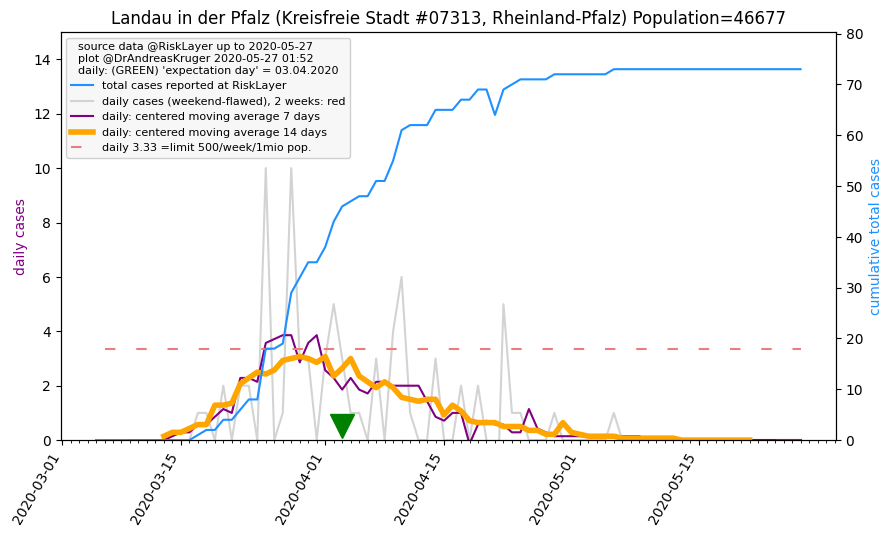 Landau in der Pfalz (Kreisfreie Stadt #07313, Rheinland-Pfalz) Population=46677
source data @RiskLayer up to 2020-05-27
plot @DrAndreasKruger 2020-05-27 01:52
daily: (GREEN) 'expectation day' = 03.04.2020
total cases reported at RiskLayer
daily cases (weekend-flawed), 2 weeks: red
daily: centered moving average 7 days
daily: centered moving average 14 days
daily 3.33 =limit 500/week/1mio pop.
daily cases
14
12
10
8
6
4
2
0
cumulative total cases
80
70
60
50
40
30
20
10
0
2020-03-01
2020-03-15
2020-04-01
2020-04-15
2020-05-01
2020-05-15